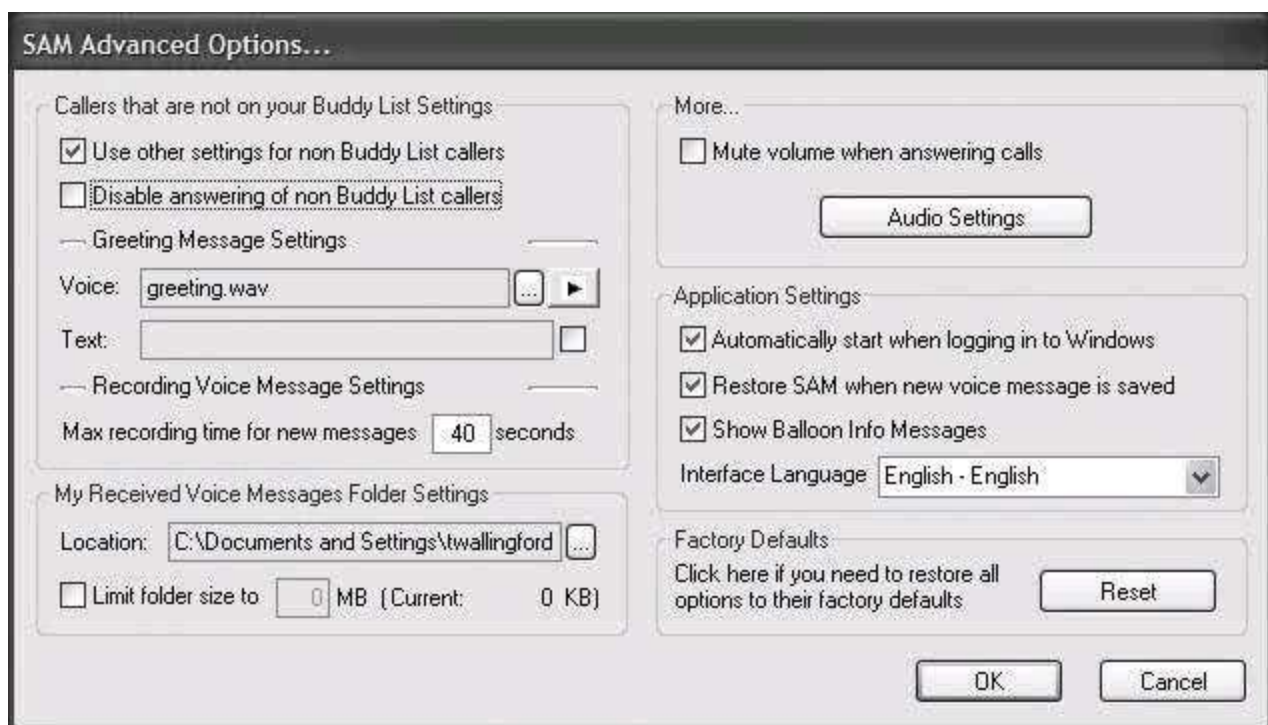 SAM Advanced Options...
Callers that are not on your Buddy List Settings
Use other settings for non Buddy List callers
Disable answering of non Buddy List callers
Greeting Message Settings
Voice: greeting.wav ...
Text:
Recording Voice Message Settings
Max recording time for new messages 40 seconds
My Received Voice Messages Folder Settings
Location: C:\Documents and Settings\twallingford ...
Limit folder size to 0 MB (Current: 0 KB)
More...
Mute volume when answering calls
Audio Settings
Application Settings
Automatically start when logging in to Windows
Restore SAM when new voice message is saved
Show Balloon Info Messages
Interface Language English - English
Factory Defaults
Click here if you need to restore all
options to their factory defaults
Reset
OK Cancel